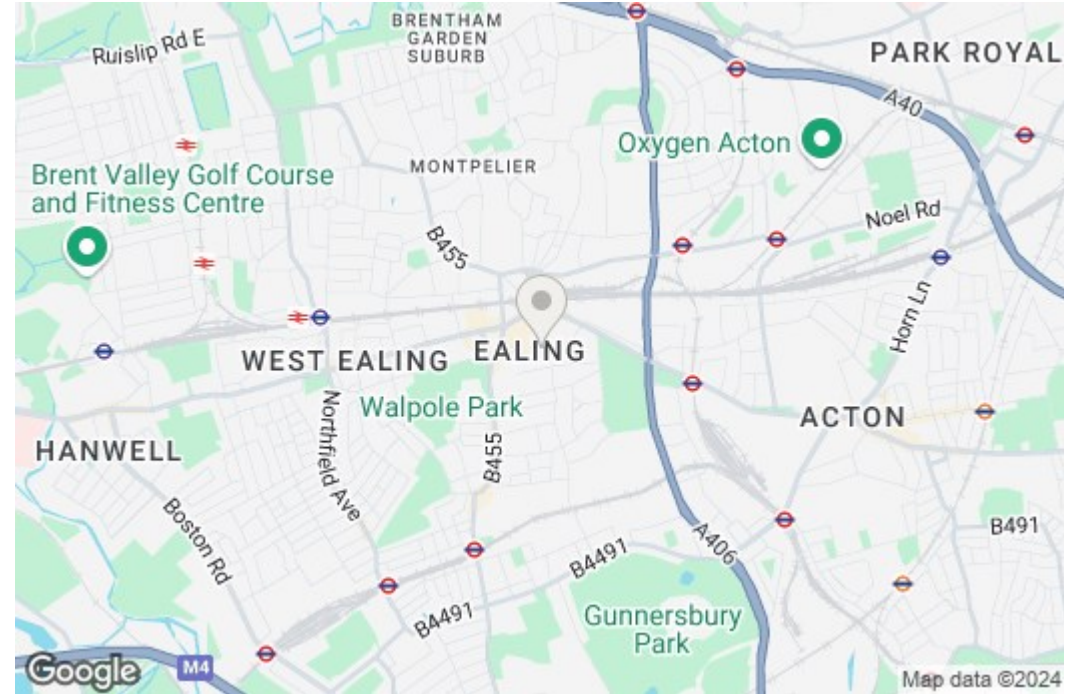 BRENTHAM
GARDEN
SUBURB
Ruislip Rd E
PARK ROYAL
A40
Oxygen Acton
MONTPELIER
Brent Valley Golf Course
and Fitness Centre
Noel Rd
B455
Horn Ln
WEST EALING
EALING
Walpole Park
ACTON
Northfield Ave
B455
HANWELL
Boston Rd
B491
A406
B4491
B4491
Gunnersbury
Park
M4
Google
Map data ©2024